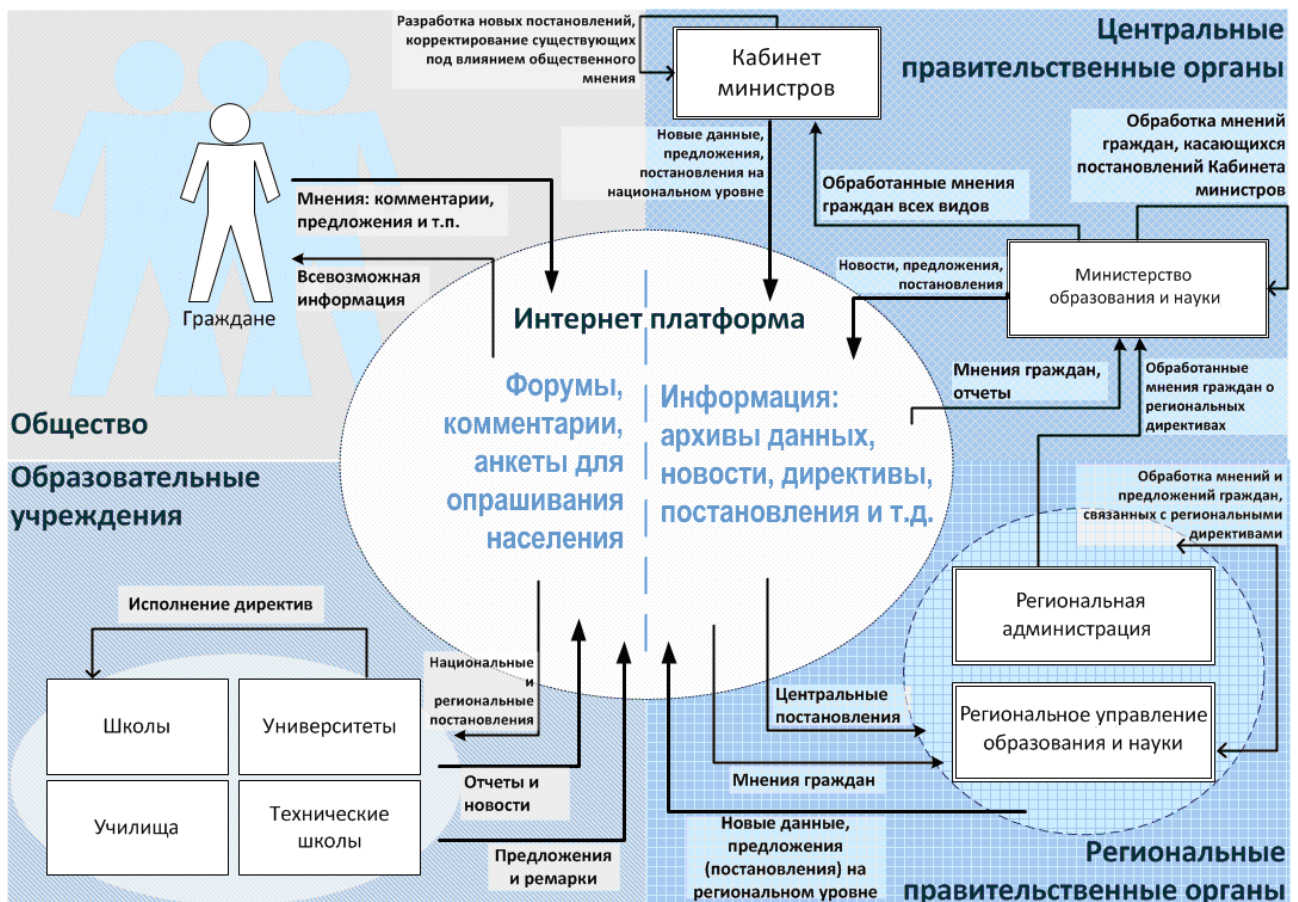 Разработка новых постановлений,
корректирование существующих
под влиянием общественного
мнения
Кабинет
министров
Центральные
правительственные органы
Новые данные,
предложения,
постановления на
национальном уровне
Обработка мнений
граждан, касающихся
постановлений Кабинета
министров
Обработанные мнения
граждан всех видов
Мнения: комментарии,
предложения и т.п.
Всевозможная
информация
Граждане
Общество
Новости, предложения,
постановления
Министерство
образования и науки
Интернет платформа
Форумы,
комментарии,
анкеты для
опрашивания
населения
Информация:
архивы данных,
новости, директивы,
постановления и т.д.
Мнения граждан,
отчеты
Обработанные
мнения граждан о
региональных
директивах
Образовательные
учреждения
Обработка мнений и
предложений граждан,
связанных с региональными
директивами
Исполнение директив
Школы
Университеты
Училища
Технические
школы
Национальные
и
региональные
постановления
Отчеты и
новости
Предложения
и ремарки
Центральные
постановления
Мнения граждан
Новые данные,
предложения
(постановления) на
региональном уровне
Региональная
администрация
Региональное управление
образования и науки
Региональные
правительственные органы